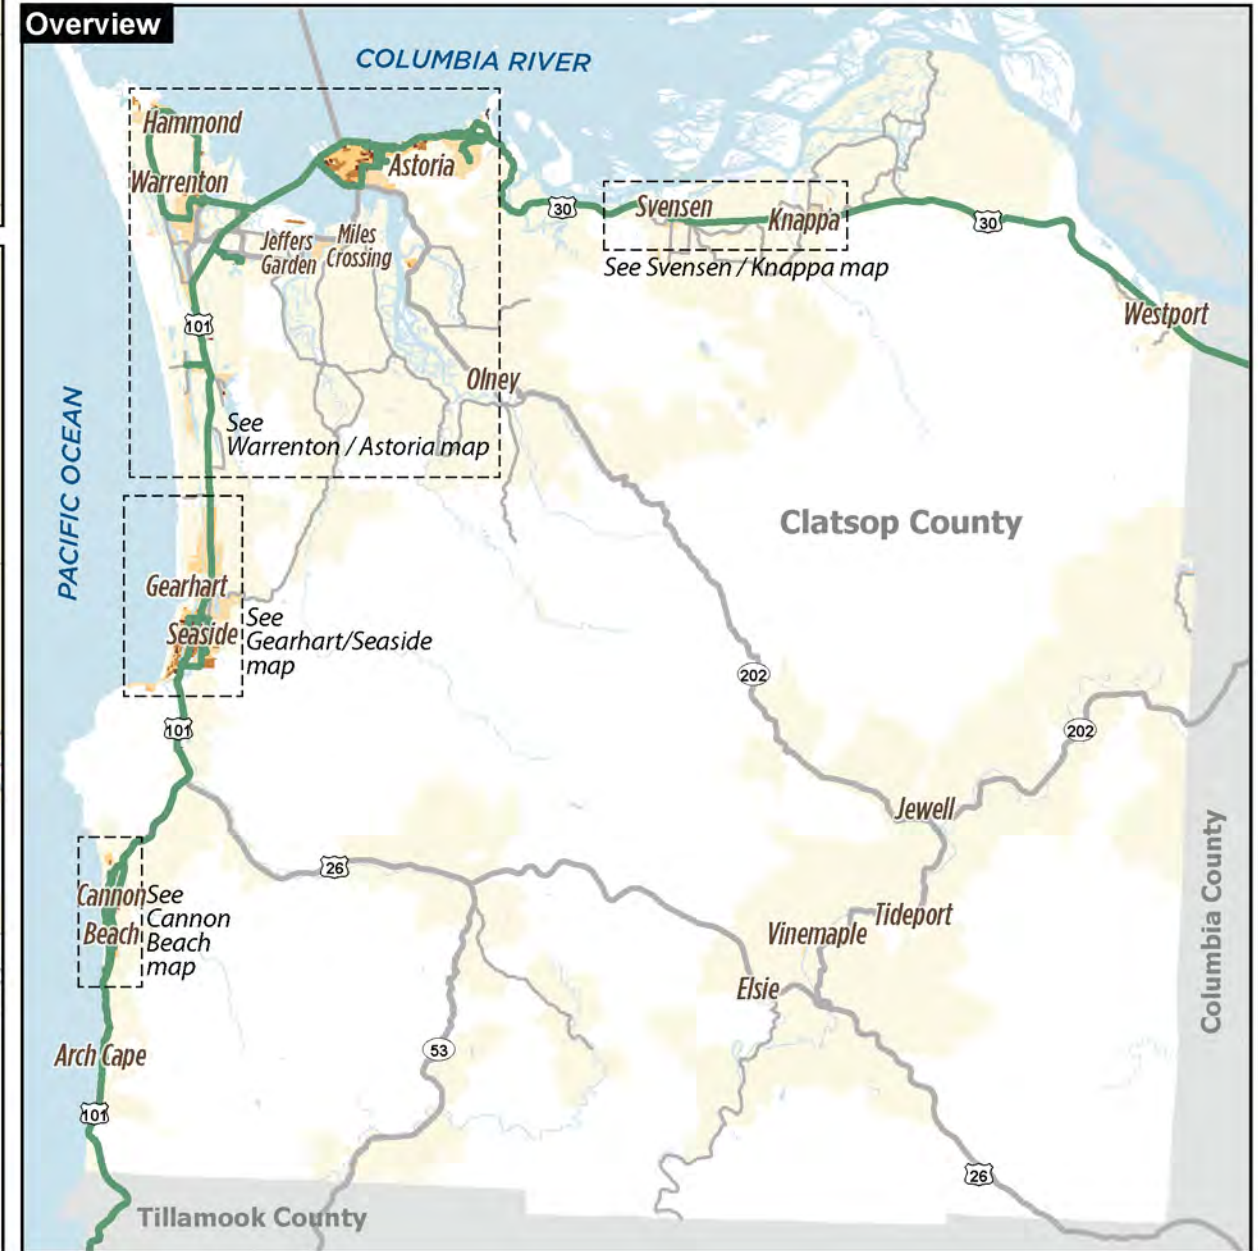 Overview
COLUMBIA RIVER
Hammond
Warrenton
Astoria
30
Svensen
Knappa
30
Jeffers
Garden
Miles
Crossing
See Svensen / Knappa map
Westport
101
Olney
PACIFIC OCEAN
See
Warrenton / Astoria map
Clatsop County
Gearhart
Seaside
See
Gearhart/Seaside
map
202
101
202
Jewell
26
Cannon
Beach
See
Cannon
Beach
map
Tideport
Vinemaple
Elsie
Columbia County
Arch Cape
53
101
26
Tillamook County